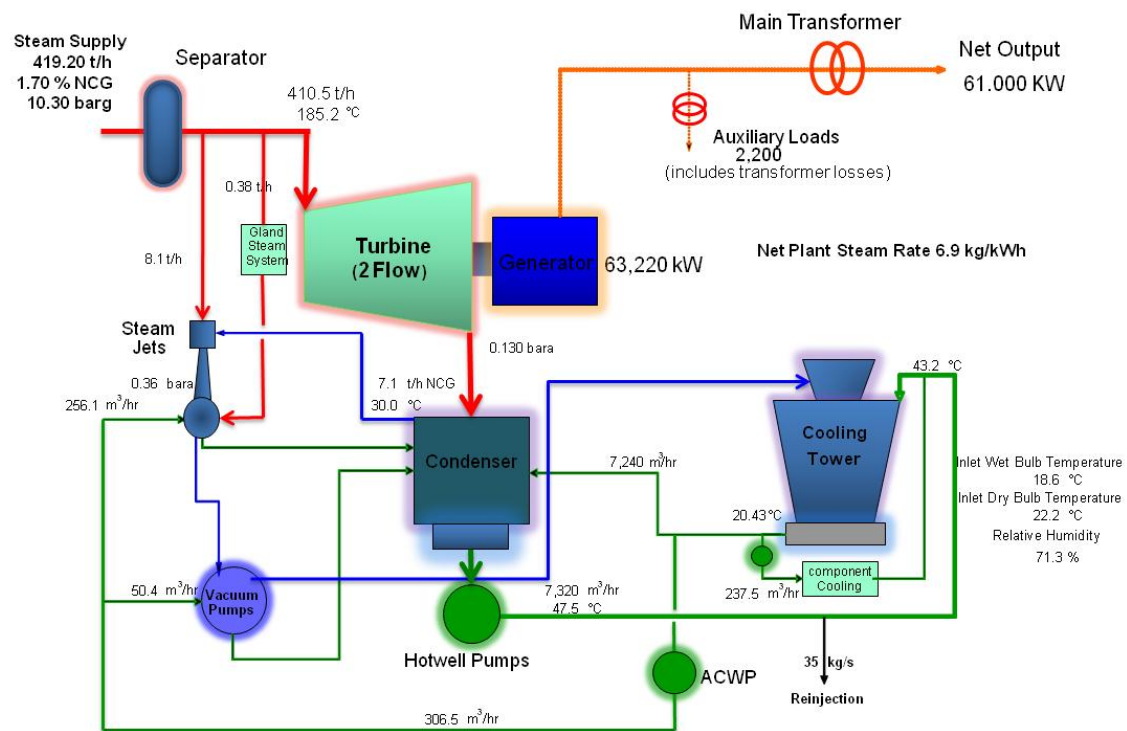 Steam Supply
419.20 t/h
1.70 % NCG
10.30 barg
Separator
Main Transformer
Net Output
61.000 KW
410.5 t/h
185.2 °C
Auxiliary Loads
2,200
(includes transformer losses)
0.38 t/h
Gland
Steam
System
8.1 t/h
Turbine
(2 Flow)
Generator
63,220 kW
Net Plant Steam Rate 6.9 kg/kWh
Steam
Jets
0.130 bara
0.36 bara
7.1 t/h NCG
30.0 °C
256.1 m³/hr
43.2 °C
Condenser
7,240 m³/hr
Cooling
Tower
Inlet Wet Bulb Temperature
18.6 °C
Inlet Dry Bulb Temperature
22.2 °C
Relative Humidity
71.3 %
20.43 °C
component
Cooling
237.5 m³/hr
50.4 m³/hr
Vacuum
Pumps
7,320 m³/hr
47.5 °C
Hotwell Pumps
ACWP
35 kg/s
Reinjection
306.5 m³/hr